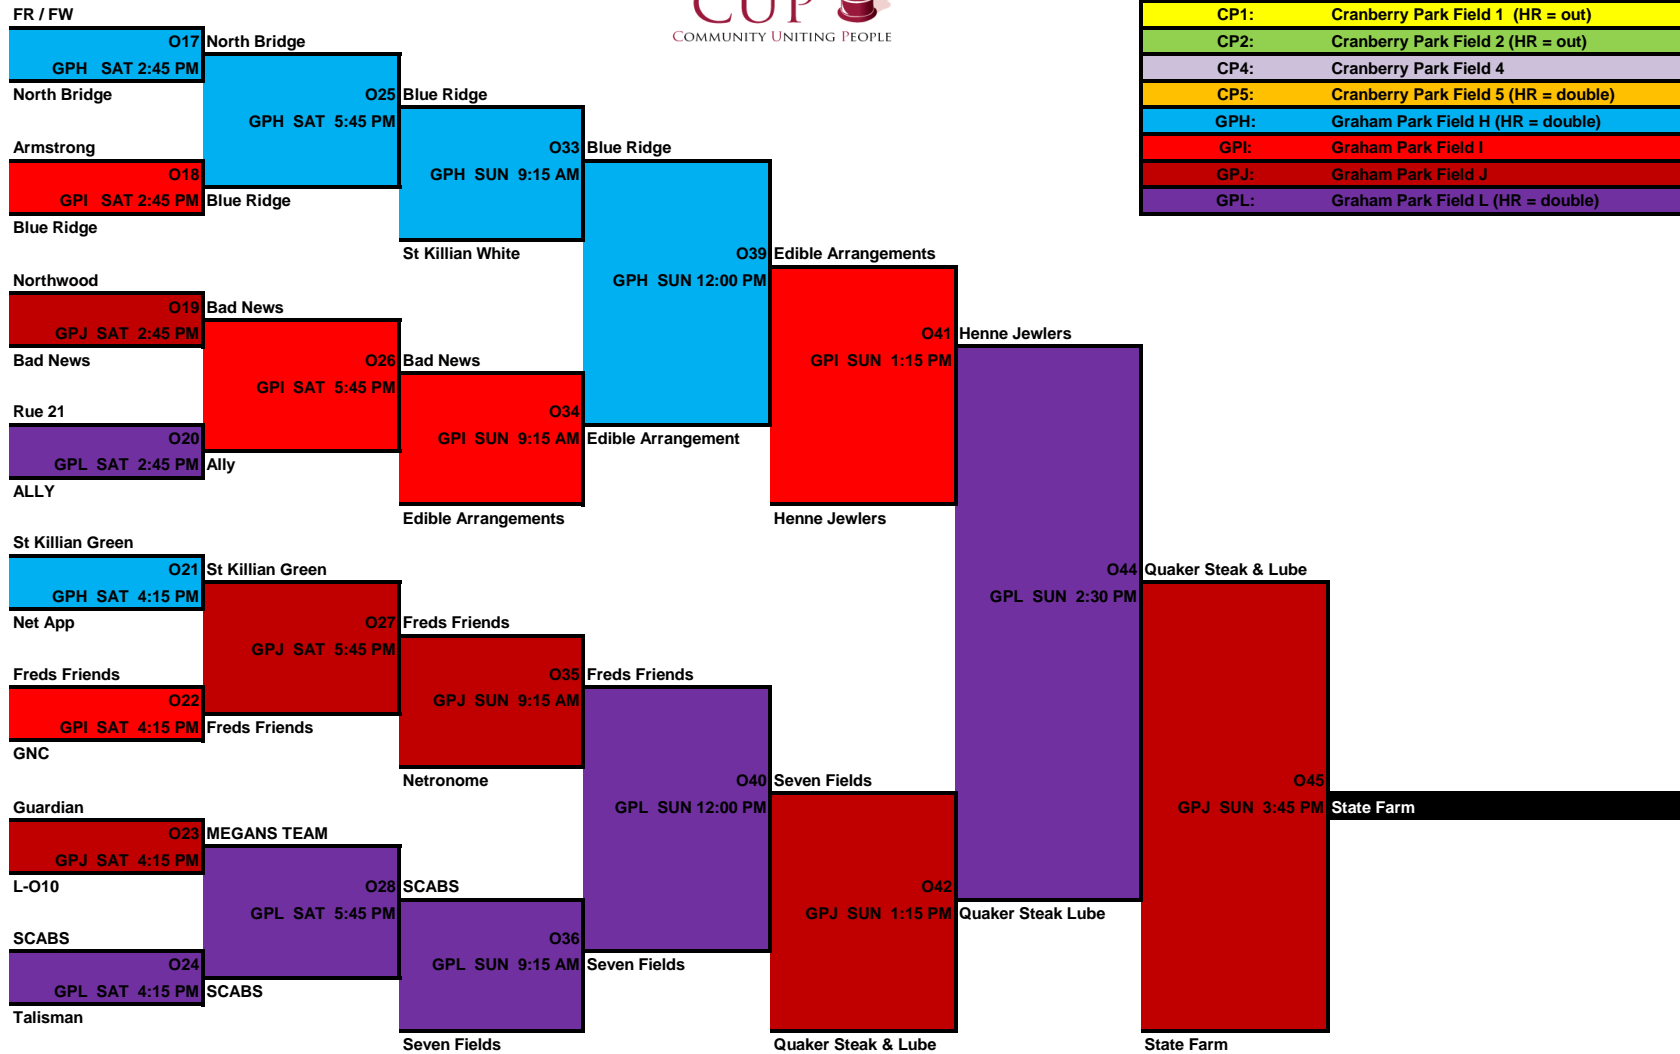 FR / FW
O17
GPH SAT 2:45 PM
North Bridge
Armstrong
O18
GPI SAT 2:45 PM
Blue Ridge
Northwood
O19
GPJ SAT 2:45 PM
Bad News
Rue 21
O20
GPL SAT 2:45 PM
ALLY
St Killian Green
O21
GPH SAT 4:15 PM
Net App
Freds Friends
O22
GPI SAT 4:15 PM
GNC
Guardian
O23
GPJ SAT 4:15 PM
L-O10
SCABS
O24
GPL SAT 4:15 PM
Talisman
North Bridge
O25
GPH SAT 5:45 PM
Blue Ridge
Bad News
O26
GPI SAT 5:45 PM
Ally
St Killian Green
O27
GPJ SAT 5:45 PM
Freds Friends
MEGANS TEAM
O28
GPL SAT 5:45 PM
SCABS
Blue Ridge
O33
GPH SUN 9:15 AM
St Killian White
Bad News
O34
GPI SUN 9:15 AM
Edible Arrangements
Freds Friends
O35
GPJ SUN 9:15 AM
Netronome
SCABS
O36
GPL SUN 9:15 AM
Seven Fields
Blue Ridge
O39
GPH SUN 12:00 PM
Edible Arrangement
Freds Friends
O40
GPL SUN 12:00 PM
Seven Fields
Edible Arrangements
O41
GPI SUN 1:15 PM
Henne Jewlers
Seven Fields
O42
GPJ SUN 1:15 PM
Quaker Steak & Lube
Henne Jewlers
O44
GPL SUN 2:30 PM
Quaker Steak Lube
Quaker Steak & Lube
O45
GPJ SUN 3:45 PM
State Farm
State Farm
CUP
COMMUNITY UNITING PEOPLE
CP1: Cranberry Park Field 1 (HR = out)
CP2: Cranberry Park Field 2 (HR = out)
CP4: Cranberry Park Field 4
CP5: Cranberry Park Field 5 (HR = double)
GPH: Graham Park Field H (HR = double)
GPI: Graham Park Field I
GPJ: Graham Park Field J
GPL: Graham Park Field L (HR = double)